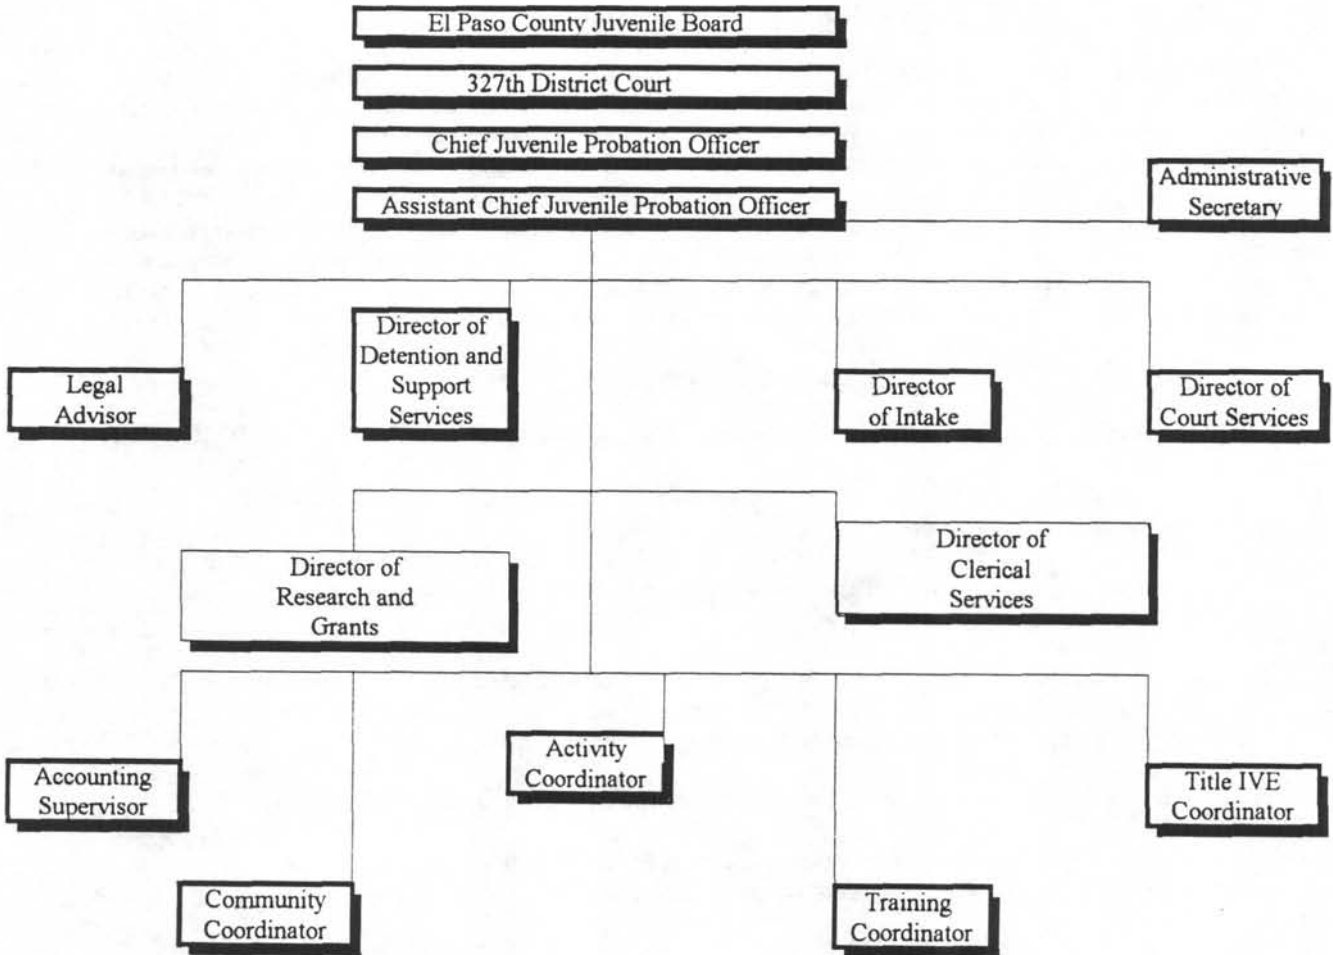 El Paso County Juvenile Board
327th District Court
Chief Juvenile Probation Officer
Assistant Chief Juvenile Probation Officer
Administrative
Secretary
Legal
Advisor
Director of
Detention and
Support
Services
Director
of Intake
Director of
Court Services
Director of
Research and
Grants
Director of
Clerical
Services
Accounting
Supervisor
Community
Coordinator
Activity
Coordinator
Training
Coordinator
Title IVE
Coordinator